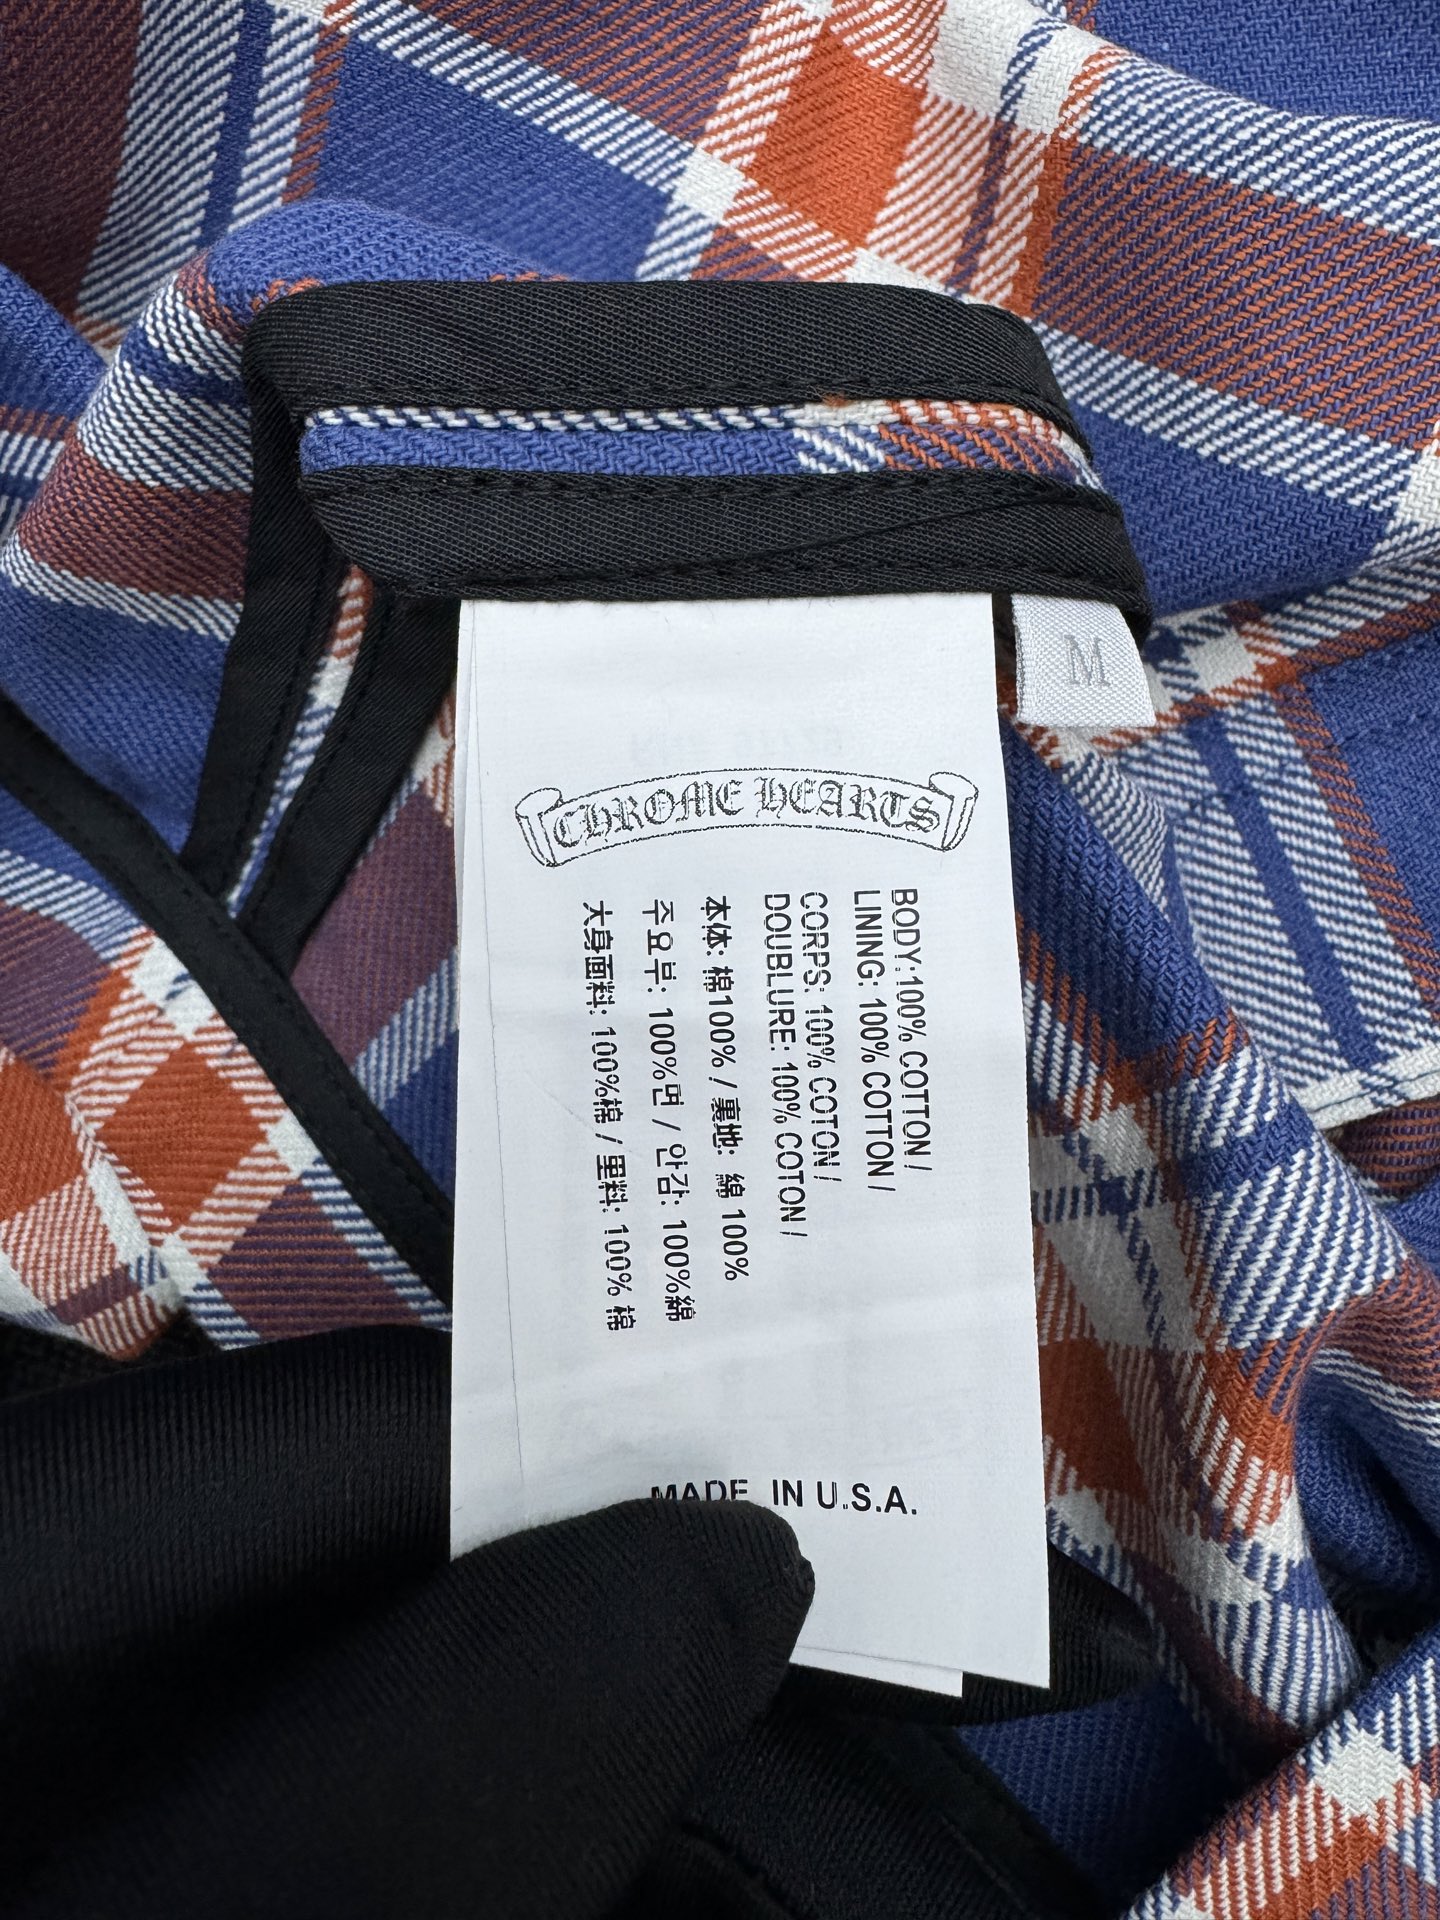 M
CHROME HEARTS
BODY:100% COTTON /
LINING: 100% COTTON /
CORPS: 100% COTON /
DOUBLURE: 100% COTON /
本体: 棉100% / 裏地: 綿 100%
주요부: 100%면 / 안감: 100%綿
大身面料: 100%棉 / 里料: 100% 棉
MADE IN U.S.A.